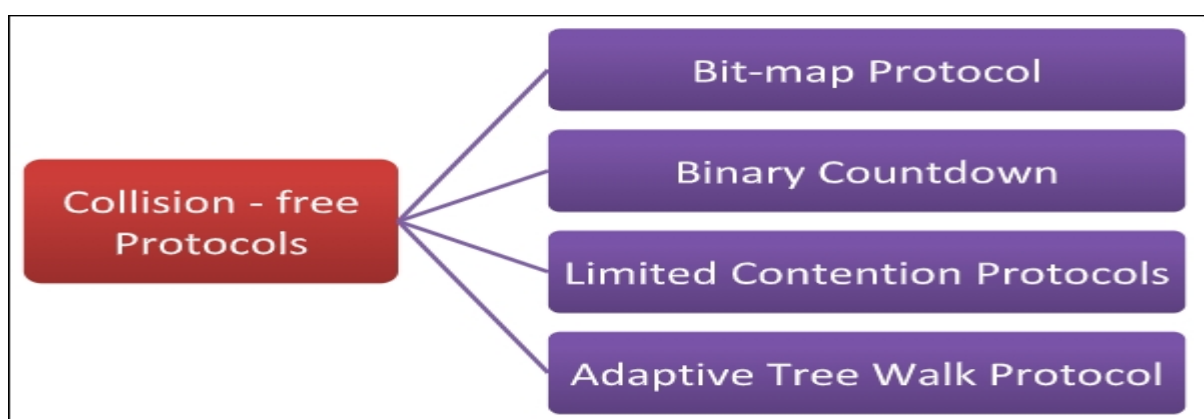 Collision - free
Protocols
Bit-map Protocol
Binary Countdown
Limited Contention Protocols
Adaptive Tree Walk Protocol